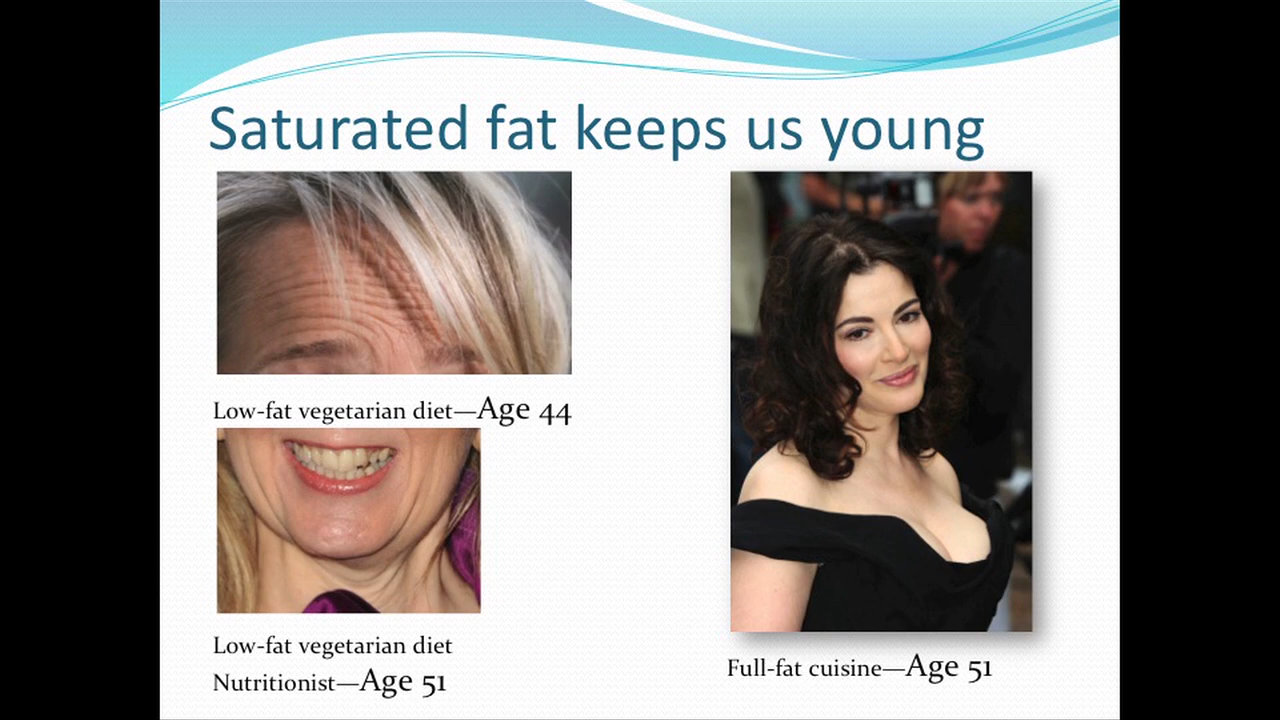 Saturated fat keeps us young
Low-fat vegetarian diet—Age 44
Low-fat vegetarian diet
Nutritionist—Age 51
Full-fat cuisine—Age 51